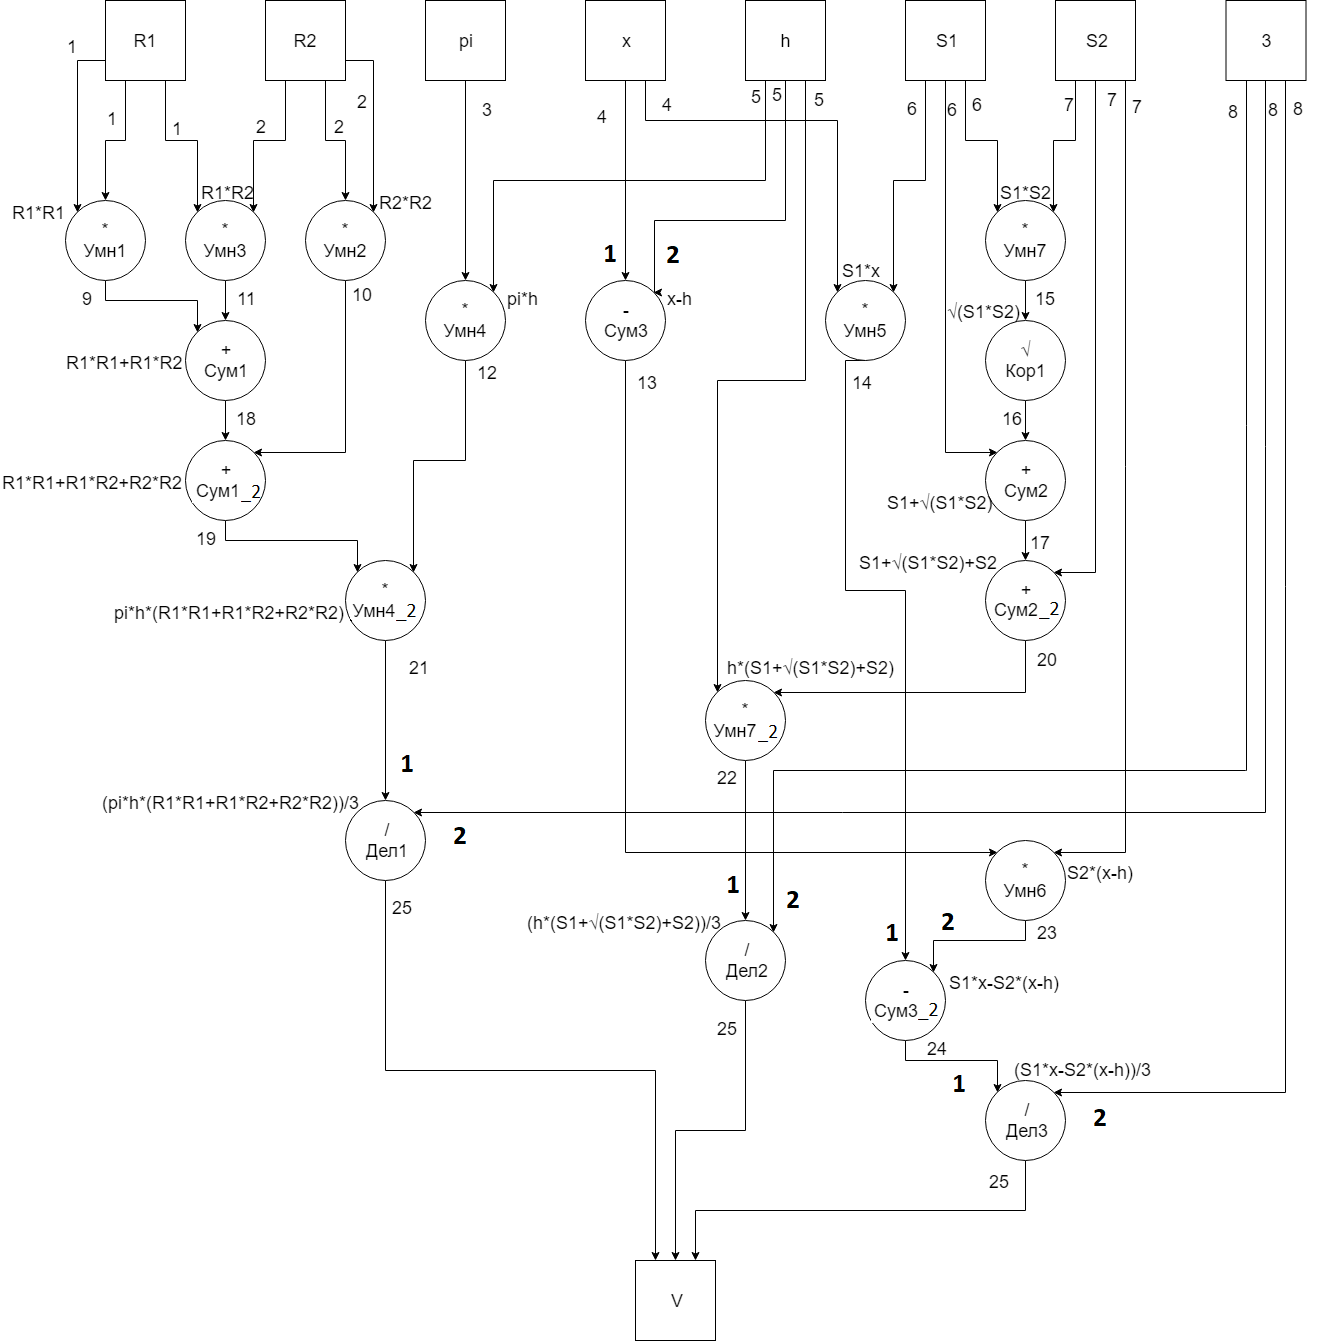 R1
R2
pi
x
h
S1
S2
3
1
2
1
1
2
2
3
4
4
5
5
5
6
6
6
7
7
7
8
8
8
R1*R1
R1*R2
R2*R2
S1*S2
*
Умн1
*
Умн3
*
Умн2
*
Умн7
1
2
S1*x
9
11
10
pi*h
x-h
15
*
Умн4
-
Сум3
*
Умн5
√(S1*S2)
R1*R1+R1*R2
+
Сум1
√
Кор1
12
13
14
18
16
R1*R1+R1*R2+R2*R2
+
Сум1_2
+
Сум2
S1+√(S1*S2)
19
17
S1+√(S1*S2)+S2
*
Умн4_2
+
Сум2_2
pi*h*(R1*R1+R1*R2+R2*R2)
21
h*(S1+√(S1*S2)+S2)
20
*
Умн7_2
1
22
(pi*h*(R1*R1+R1*R2+R2*R2))/3
2
/
Дел1
*
Умн6
S2*(x-h)
1
2
25
(h*(S1+√(S1*S2)+S2))/3
1
2
23
/
Дел2
-
Сум3_2
S1*x-S2*(x-h)
25
24
1
(S1*x-S2*(x-h))/3
2
/
Дел3
25
V